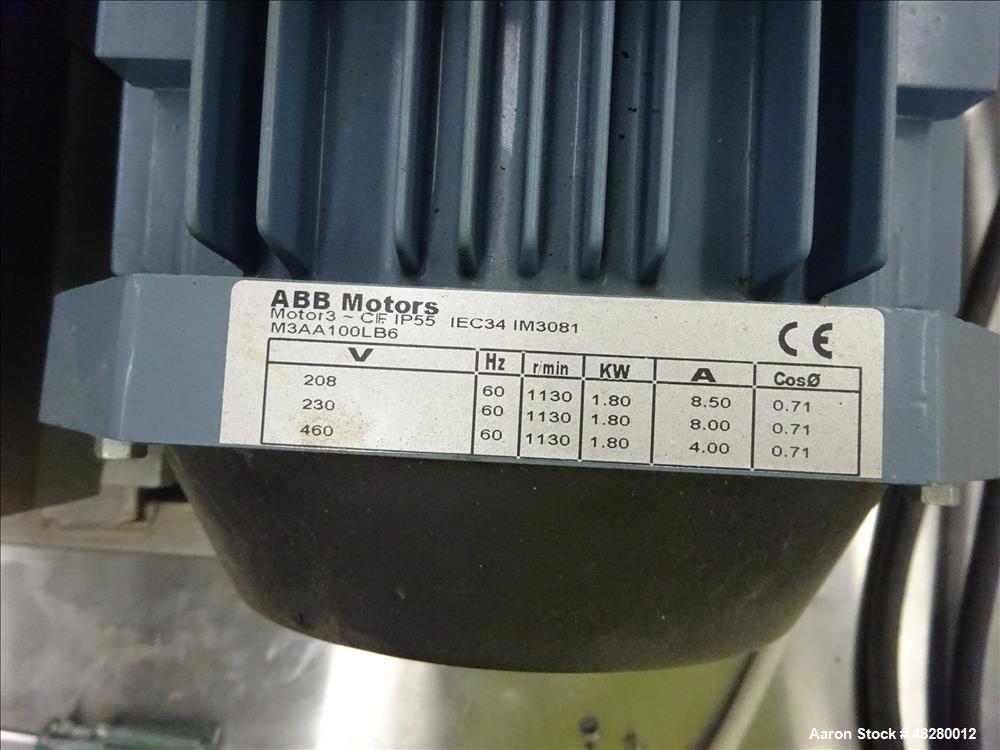 ABB Motors
Motor3 ~ Cl.F. IP55 IEC34 IM3081
M3AA100LB6
CE
V Hz r/min KW A CosØ
208 60 1130 1.80 8.50 0.71
230 60 1130 1.80 8.00 0.71
460 60 1130 1.80 4.00 0.71
Aaron Stock # 48280012